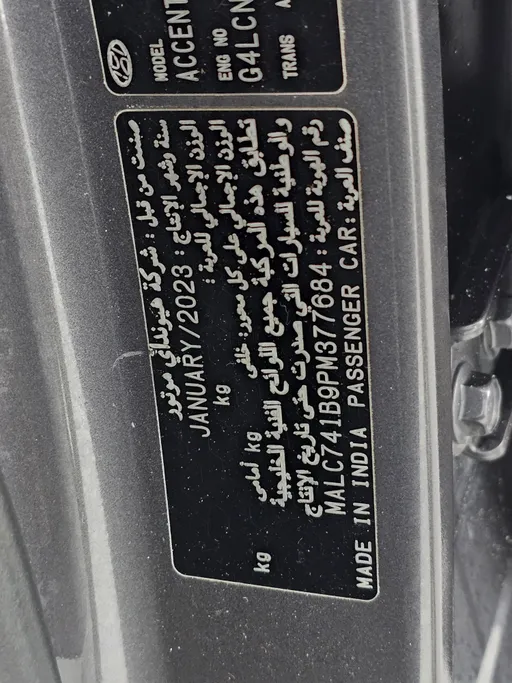 MODEL
ACCENT
ENG NO
G4LCN
TRANS A
صنعت من قبل : شركة هيونداي موتور
سنة وشهر الإنتاج : JANUARY/2023
الوزن الإجمالي للعربة : kg
الوزن الإجمالي على كل محور: خلفي kg أمامي kg
تطابق هذه المركبة جميع اللوائح الفنية الخليجية
والوطنية للسيارات التي صدرت حتى تاريخ الإنتاج
رقم الهوية للعربة : MALC741B9PM377684
صنف العربة : MADE IN INDIA PASSENGER CAR